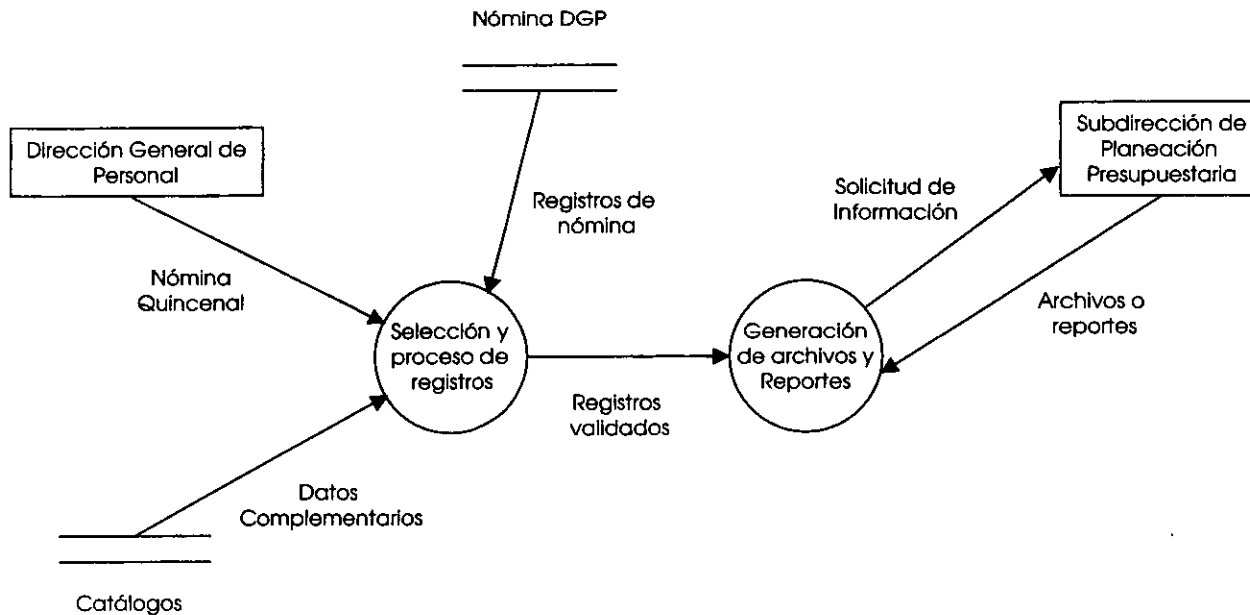 Nómina DGP
Dirección General de
Personal
Subdirección de
Planeación
Presupuestaria
Registros de
nómina
Solicitud de
Información
Nómina
Quincenal
Archivos o
reportes
Selección y
proceso de
registros
Generación
de archivos y
Reportes
Registros
validados
Datos
Complementarios
Catálogos